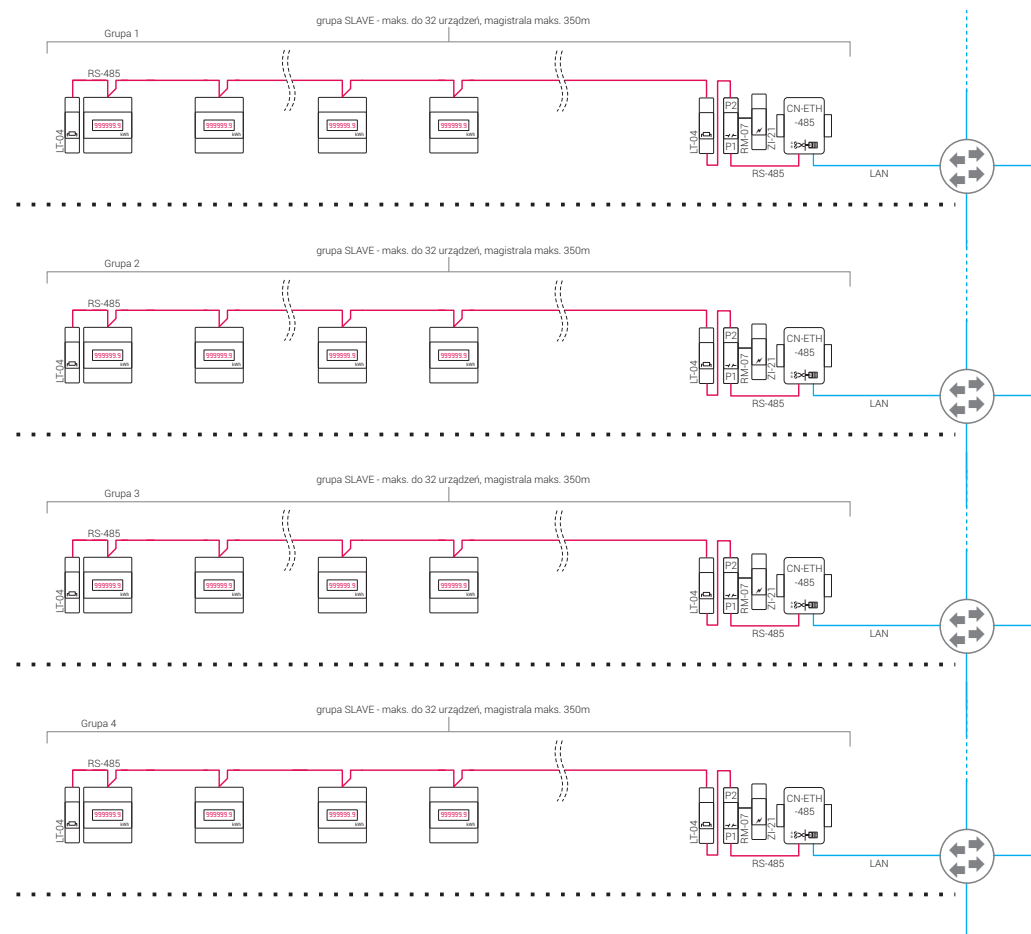 grupa SLAVE - maks. do 32 urządzeń, magistrala maks. 350m
Grupa 1
RS-485
LT-04
999999.9
kWh
999999.9
kWh
999999.9
kWh
999999.9
kWh
LT-04
P2
P1
RM-07
ZI-21
CN-ETH
-485
RS-485
LAN
grupa SLAVE - maks. do 32 urządzeń, magistrala maks. 350m
Grupa 2
RS-485
LT-04
999999.9
kWh
999999.9
kWh
999999.9
kWh
999999.9
kWh
LT-04
P2
P1
RM-07
ZI-21
CN-ETH
-485
RS-485
LAN
grupa SLAVE - maks. do 32 urządzeń, magistrala maks. 350m
Grupa 3
RS-485
LT-04
999999.9
kWh
999999.9
kWh
999999.9
kWh
999999.9
kWh
LT-04
P2
P1
RM-07
ZI-21
CN-ETH
-485
RS-485
LAN
grupa SLAVE - maks. do 32 urządzeń, magistrala maks. 350m
Grupa 4
RS-485
LT-04
999999.9
kWh
999999.9
kWh
999999.9
kWh
999999.9
kWh
LT-04
P2
P1
RM-07
ZI-21
CN-ETH
-485
RS-485
LAN